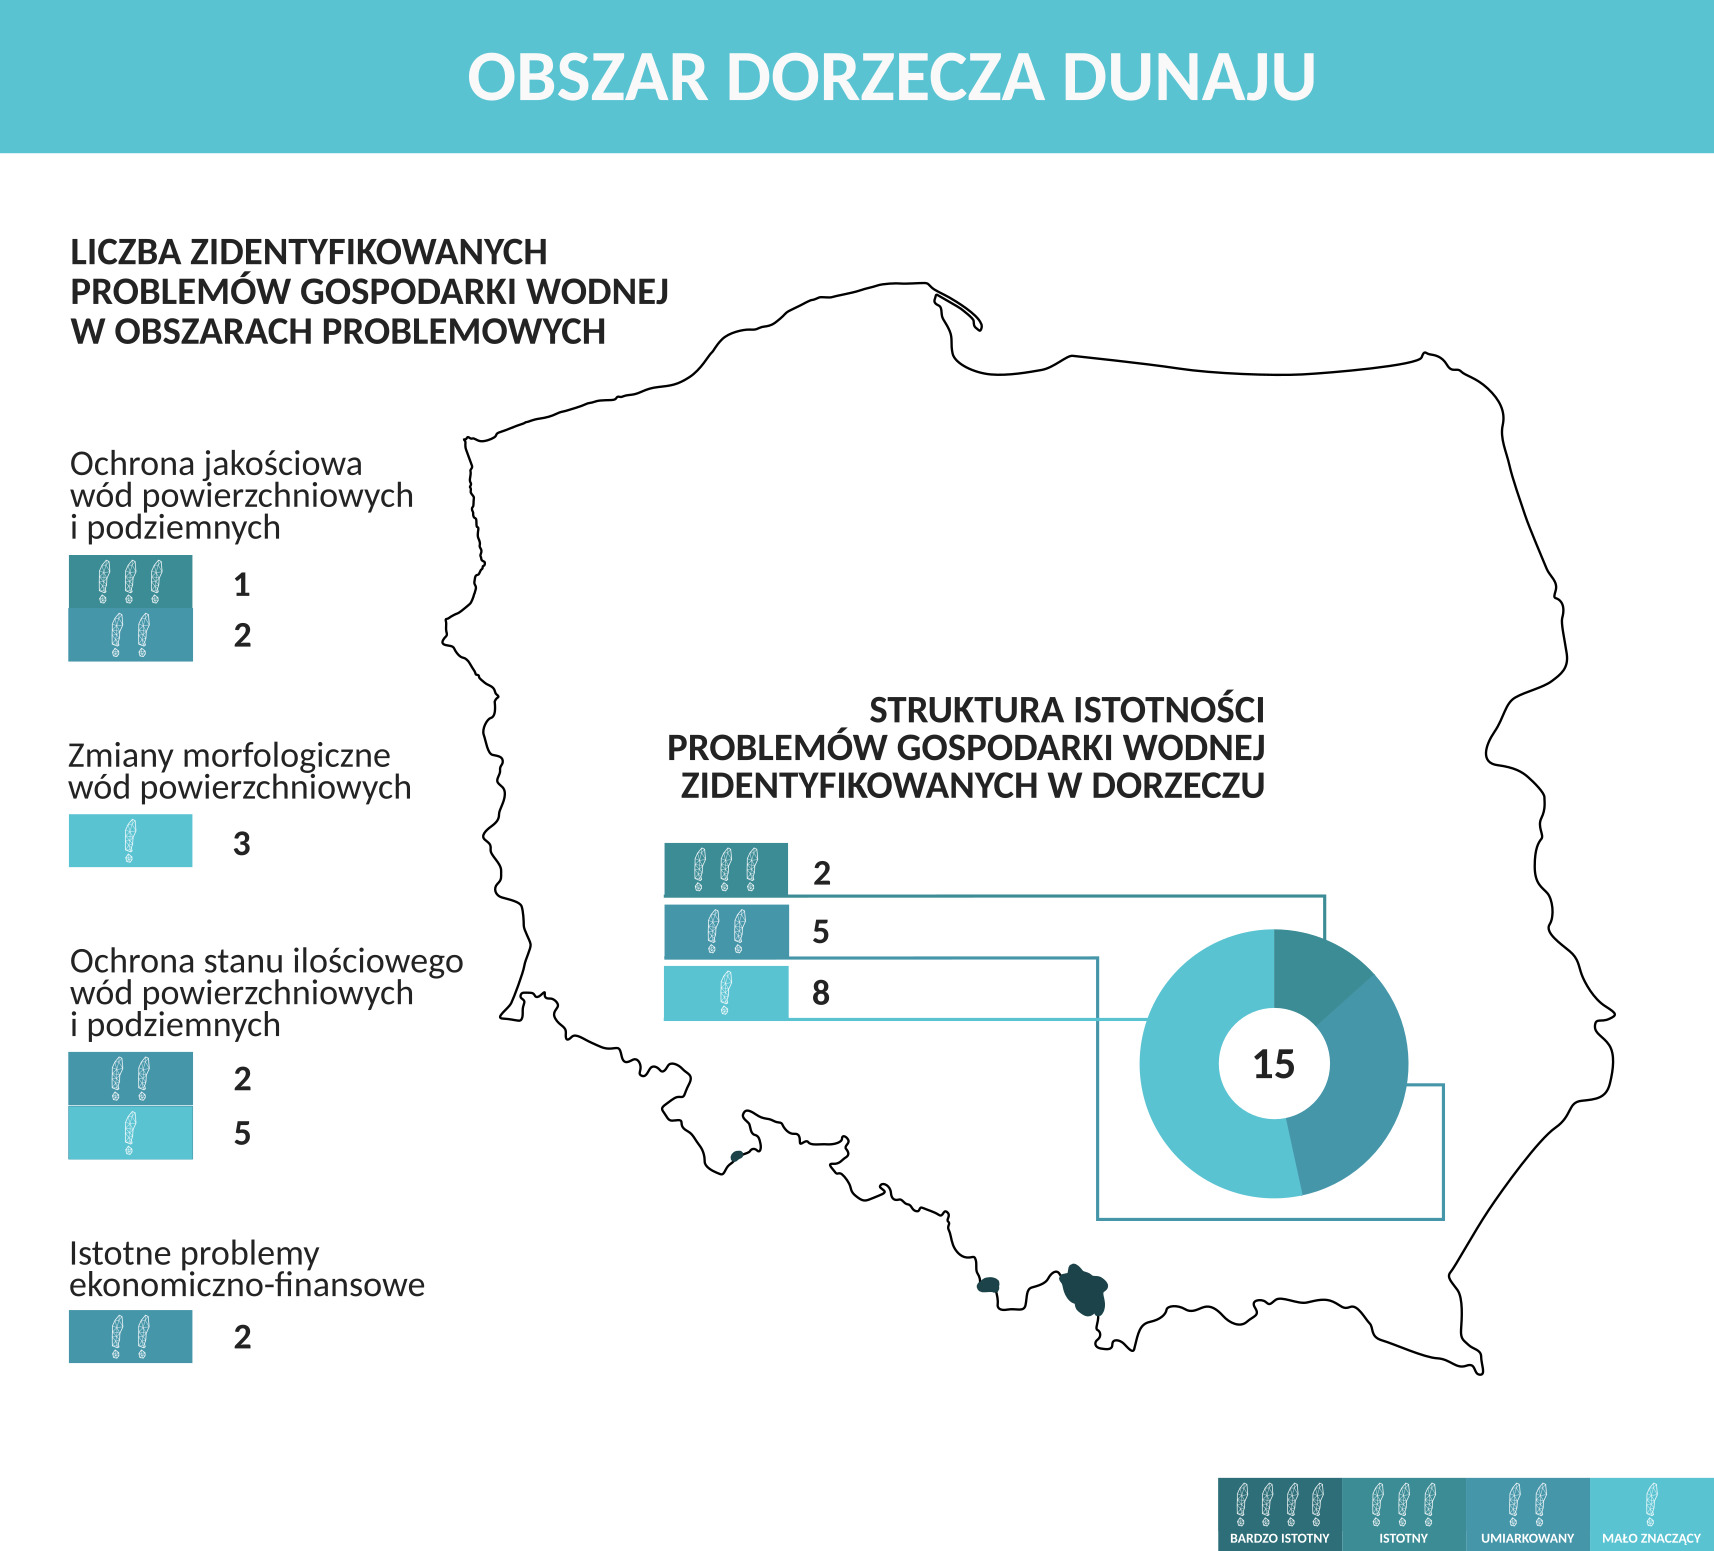 OBSZAR DORZECZA DUNAJU
LICZBA ZIDENTYFIKOWANYCH
PROBLEMÓW GOSPODARKI WODNEJ
W OBSZARACH PROBLEMOWYCH
Ochrona jakościowa
wód powierzchniowych
i podziemnych
1
2
Zmiany morfologiczne
wód powierzchniowych
3
Ochrona stanu ilościowego
wód powierzchniowych
i podziemnych
2
5
Istotne problemy
ekonomiczno-finansowe
2
STRUKTURA ISTOTNOŚCI
PROBLEMÓW GOSPODARKI WODNEJ
ZIDENTYFIKOWANYCH W DORZECZU
2
5
8
15
BARDZO ISTOTNY
ISTOTNY
UMIARKOWANY
MAŁO ZNACZĄCY